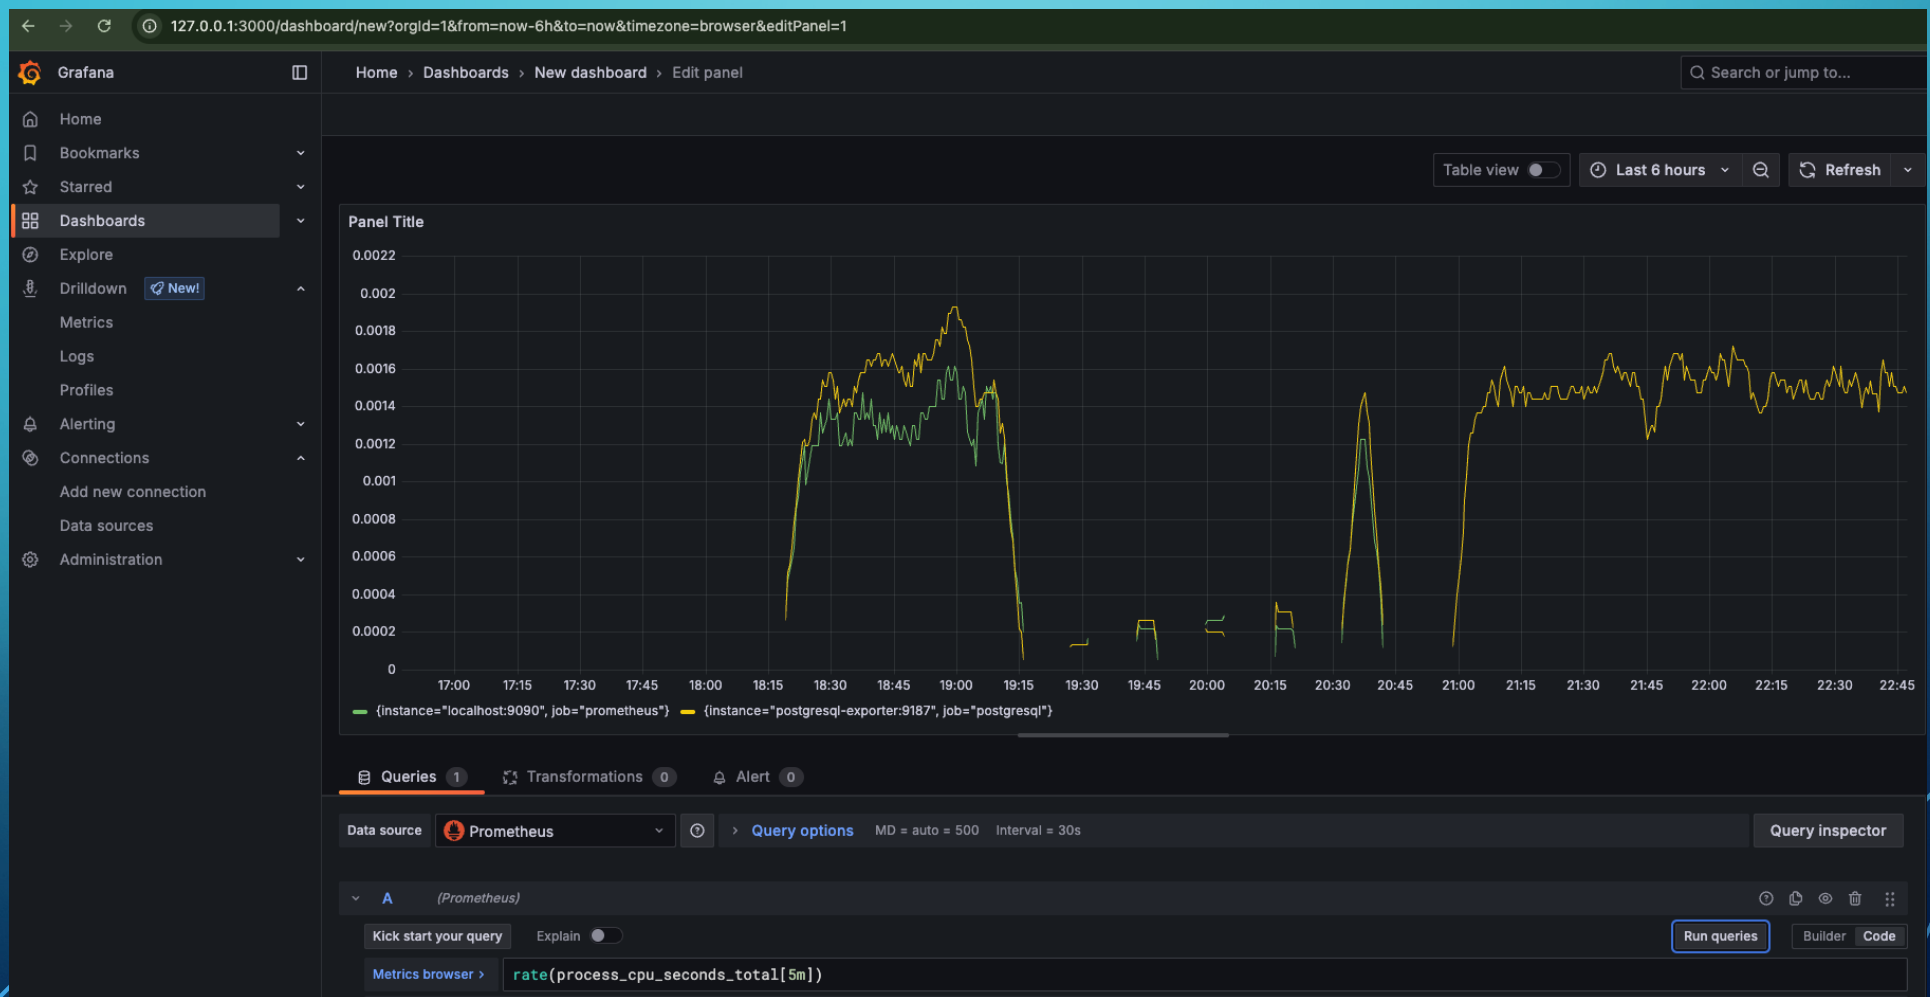 127.0.0.1:3000/dashboard/new?orgId=1&from=now-6h&to=now&timezone=browser&editPanel=1
Grafana
Home › Dashboards › New dashboard › Edit panel
Search or jump to...
Home
Bookmarks
Starred
Dashboards
Explore
Drilldown New!
Metrics
Logs
Profiles
Alerting
Connections
Add new connection
Data sources
Administration
Table view Last 6 hours Refresh
Panel Title
0.0022
0.002
0.0018
0.0016
0.0014
0.0012
0.001
0.0008
0.0006
0.0004
0.0002
0
17:00 17:15 17:30 17:45 18:00 18:15 18:30 18:45 19:00 19:15 19:30 19:45 20:00 20:15 20:30 20:45 21:00 21:15 21:30 21:45 22:00 22:15 22:30 22:45
{instance="localhost:9090", job="prometheus"} {instance="postgresql-exporter:9187", job="postgresql"}
Queries 1 Transformations 0 Alert 0
Data source Prometheus › Query options MD = auto = 500 Interval = 30s Query inspector
A (Prometheus)
Kick start your query Explain Run queries Builder Code
Metrics browser › rate(process_cpu_seconds_total[5m])